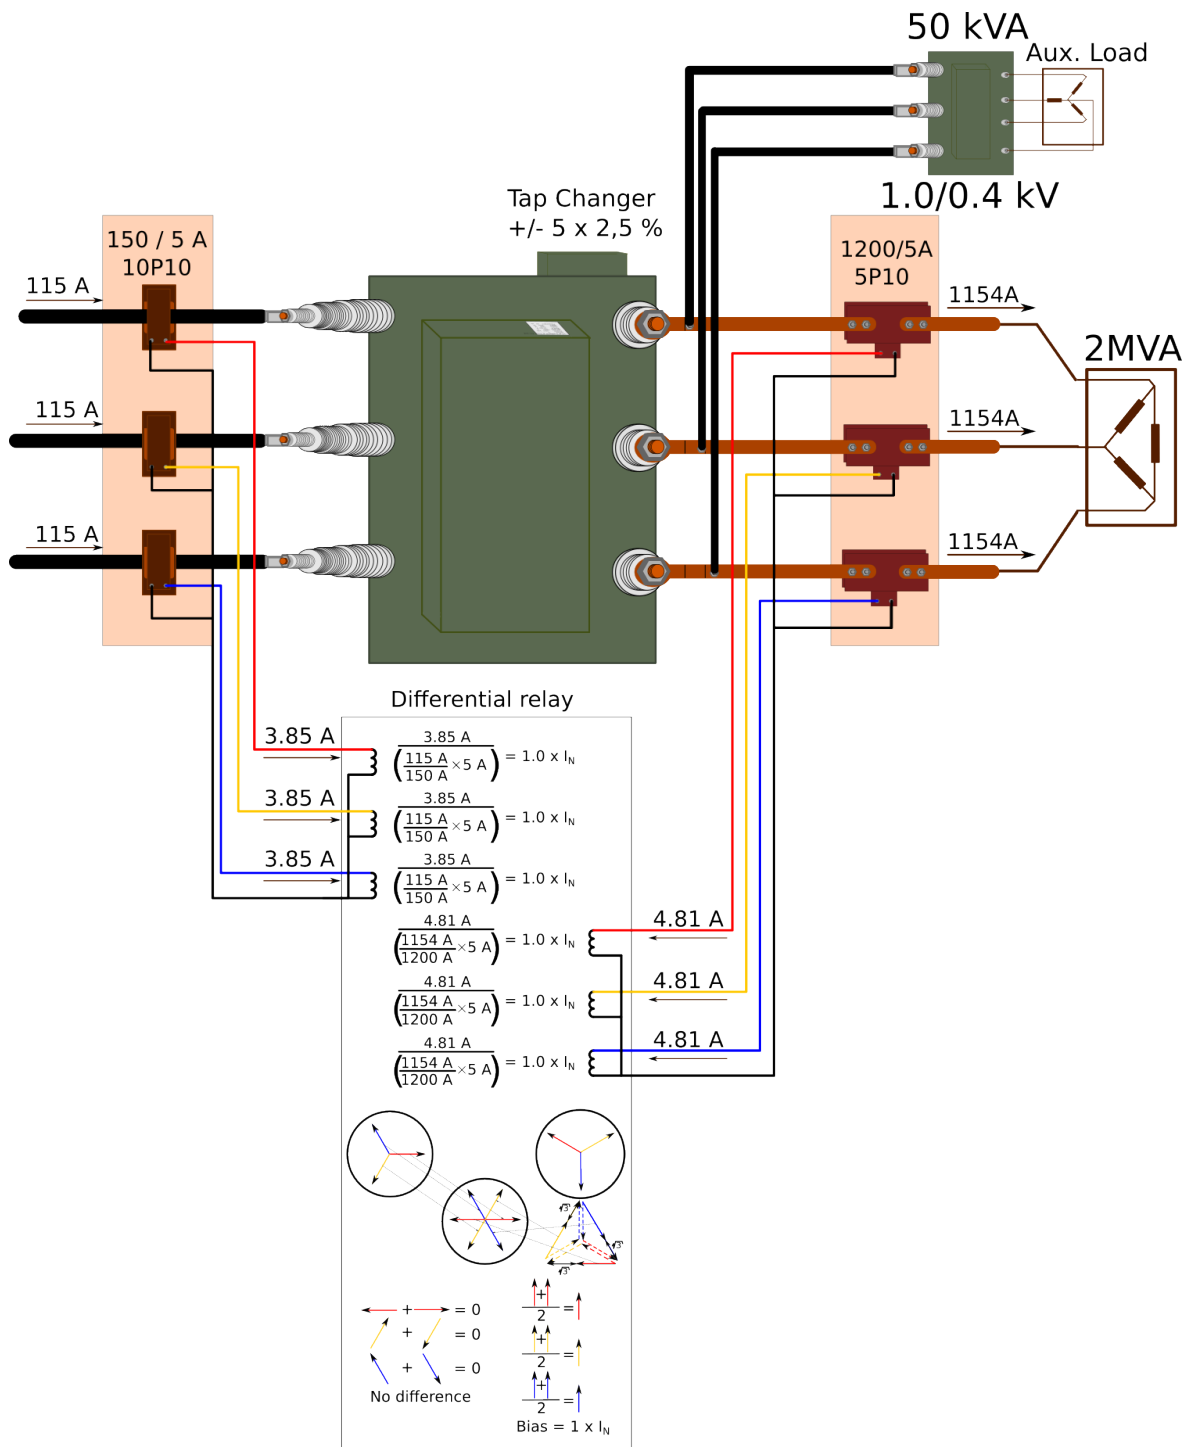 50 kVA
Aux. Load
1.0/0.4 kV
Tap Changer
+/- 5 x 2,5 %
150 / 5 A
10P10
115 A
115 A
115 A
1200/5A
5P10
1154A
1154A
1154A
2MVA
Differential relay
3.85 A
3.85 A
(115 A
150 A ×5 A) = 1.0 x IN
3.85 A
3.85 A
(115 A
150 A ×5 A) = 1.0 x IN
3.85 A
3.85 A
(115 A
150 A ×5 A) = 1.0 x IN
4.81 A
(1154 A
1200 A ×5 A) = 1.0 x IN
4.81 A
4.81 A
(1154 A
1200 A ×5 A) = 1.0 x IN
4.81 A
4.81 A
(1154 A
1200 A ×5 A) = 1.0 x IN
4.81 A
√3
√3
√3
+ = 0
+ = 0
+ = 0
No difference
+
2 =
+
2 =
+
2 =
Bias = 1 x IN